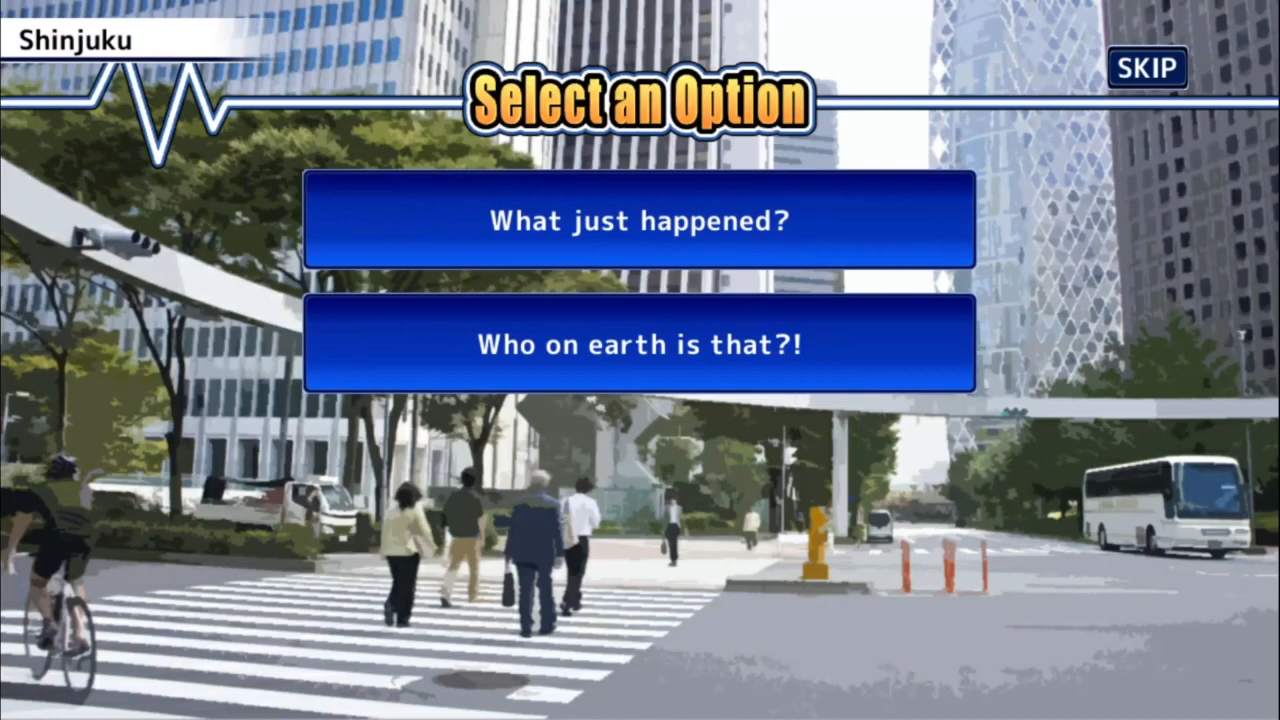 Shinjuku
SKIP
Select an Option
What just happened?
Who on earth is that?!